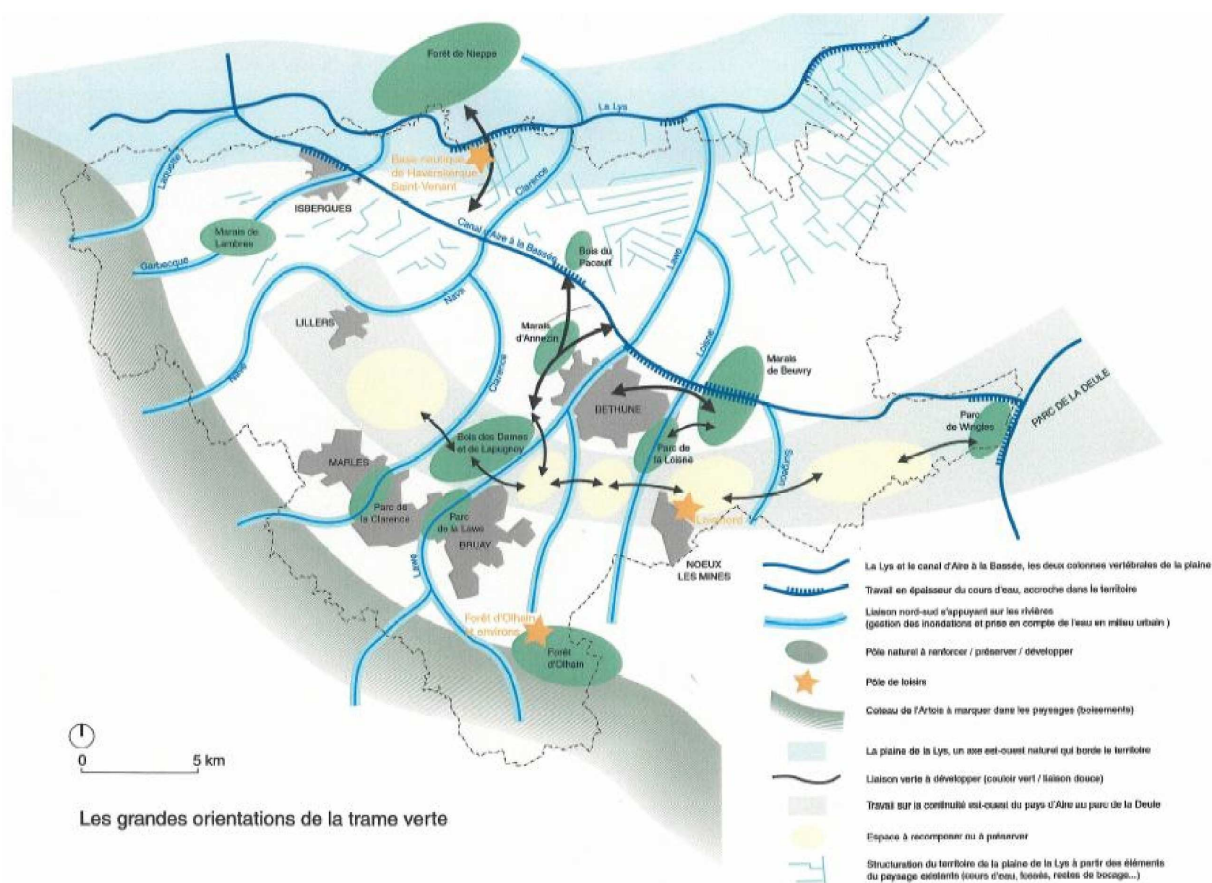 Forêt de Nieppe
La Lys
Laquette
Base nautique
de Haverskerque
Saint-Venant
Clarence
ISBERGUES
Marais de
Lambres
Garbecque
Canal d'Aire à la Bassée
Bois du
Pacault
Lawe
Nave
LILLERS
Marais
d'Annezin
Loisne
Marais
de Beuvry
Nave
Clarence
BETHUNE
PARC DE LA DEULE
Parc
de Wingles
Bois des Dames
et de Lapugnoy
Parc de
la Loisne
Surgeon
MARLES
Parc de
la Clarence
Parc
de la Lawe
BRUAY
Loisinord
Lawe
NOEUX
LES MINES
Forêt d'Olhain
et environs
Forêt
d'Olhain
La Lys et le canal d'Aire à la Bassée, les deux colonnes vertébrales de la plaine
Travail en épaisseur du cours d'eau, accroche dans le territoire
Liaison nord-sud s'appuyant sur les rivières
(gestion des inondations et prise en compte de l'eau en milieu urbain )
Pôle naturel à renforcer / préserver / développer
Pôle de loisirs
Coteau de l'Artois à marquer dans les paysages (boisements)
La plaine de la Lys, un axe est-ouest naturel qui borde le territoire
Liaison verte à développer (couloir vert / liaison douce)
Travail sur la continuité est-ouest du pays d'Aire au parc de la Deule
Espace à recomposer ou à préserver
Structuration du territoire de la plaine de la Lys à partir des éléments
du paysage existants (cours d'eau, fossés, restes de bocage...)
0 5 km
Les grandes orientations de la trame verte